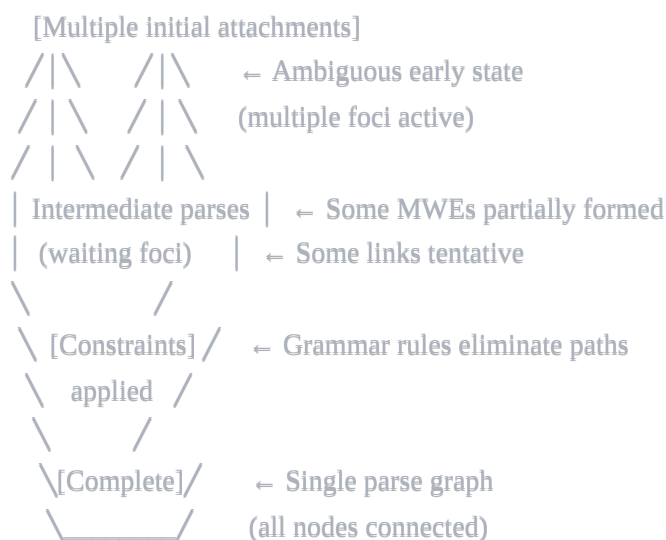 [Multiple initial attachments]
/|\ /|\ ← Ambiguous early state
/ | \ / | \ (multiple foci active)
/ | \ / | \
| Intermediate parses | ← Some MWEs partially formed
| (waiting foci) | ← Some links tentative
\ /
\ [Constraints] / ← Grammar rules eliminate paths
\ applied /
\ /
\[Complete]/ ← Single parse graph
\________/ (all nodes connected)